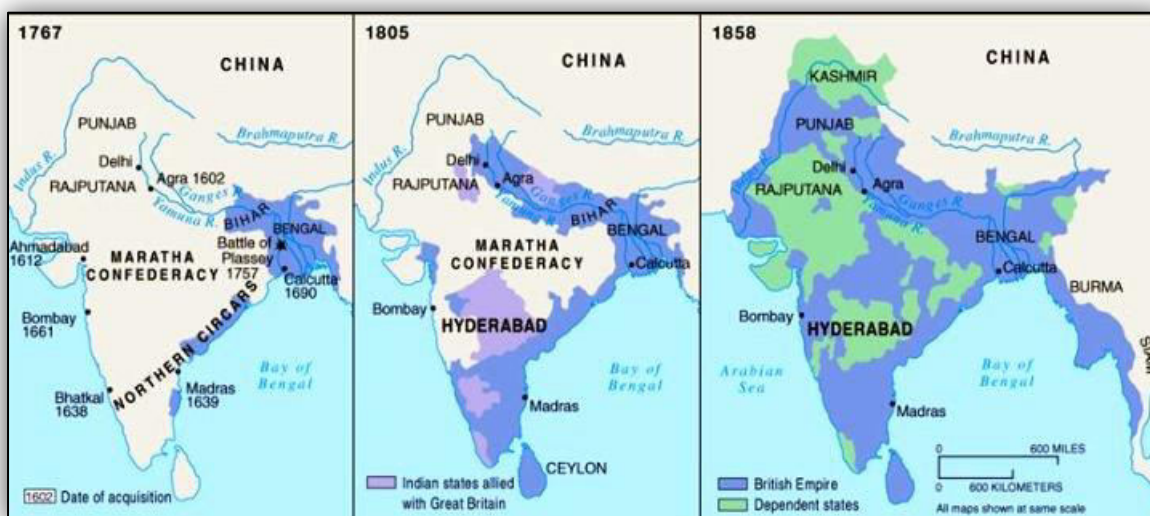 1767
CHINA
PUNJAB
Indus R.
Brahmaputra R.
Delhi
Agra 1602
RAJPUTANA
Ganges R.
Yamuna R.
BIHAR
BENGAL
Ahmadabad
1612
MARATHA
CONFEDERACY
Battle of
Plassey
1757
Calcutta
1690
Bombay
1661
NORTHERN CIRCARS
Bay of
Bengal
Bhatkal
1638
Madras
1639
1602 Date of acquisition
1805
CHINA
PUNJAB
Indus R.
Brahmaputra R.
Delhi
RAJPUTANA
Agra
Ganges R.
Yamuna R.
BIHAR
BENGAL
MARATHA
CONFEDERACY
Calcutta
Bombay
HYDERABAD
Bay of
Bengal
Madras
CEYLON
Indian states allied
with Great Britain
1858
CHINA
KASHMIR
PUNJAB
Brahmaputra R.
Indus R.
Delhi
RAJPUTANA
Agra
Ganges R.
Yamuna R.
BENGAL
Calcutta
BURMA
Bombay
HYDERABAD
Arabian
Sea
Bay of
Bengal
Madras
0 600 MILES
0 600 KILOMETERS
All maps shown at same scale
British Empire
Dependent states